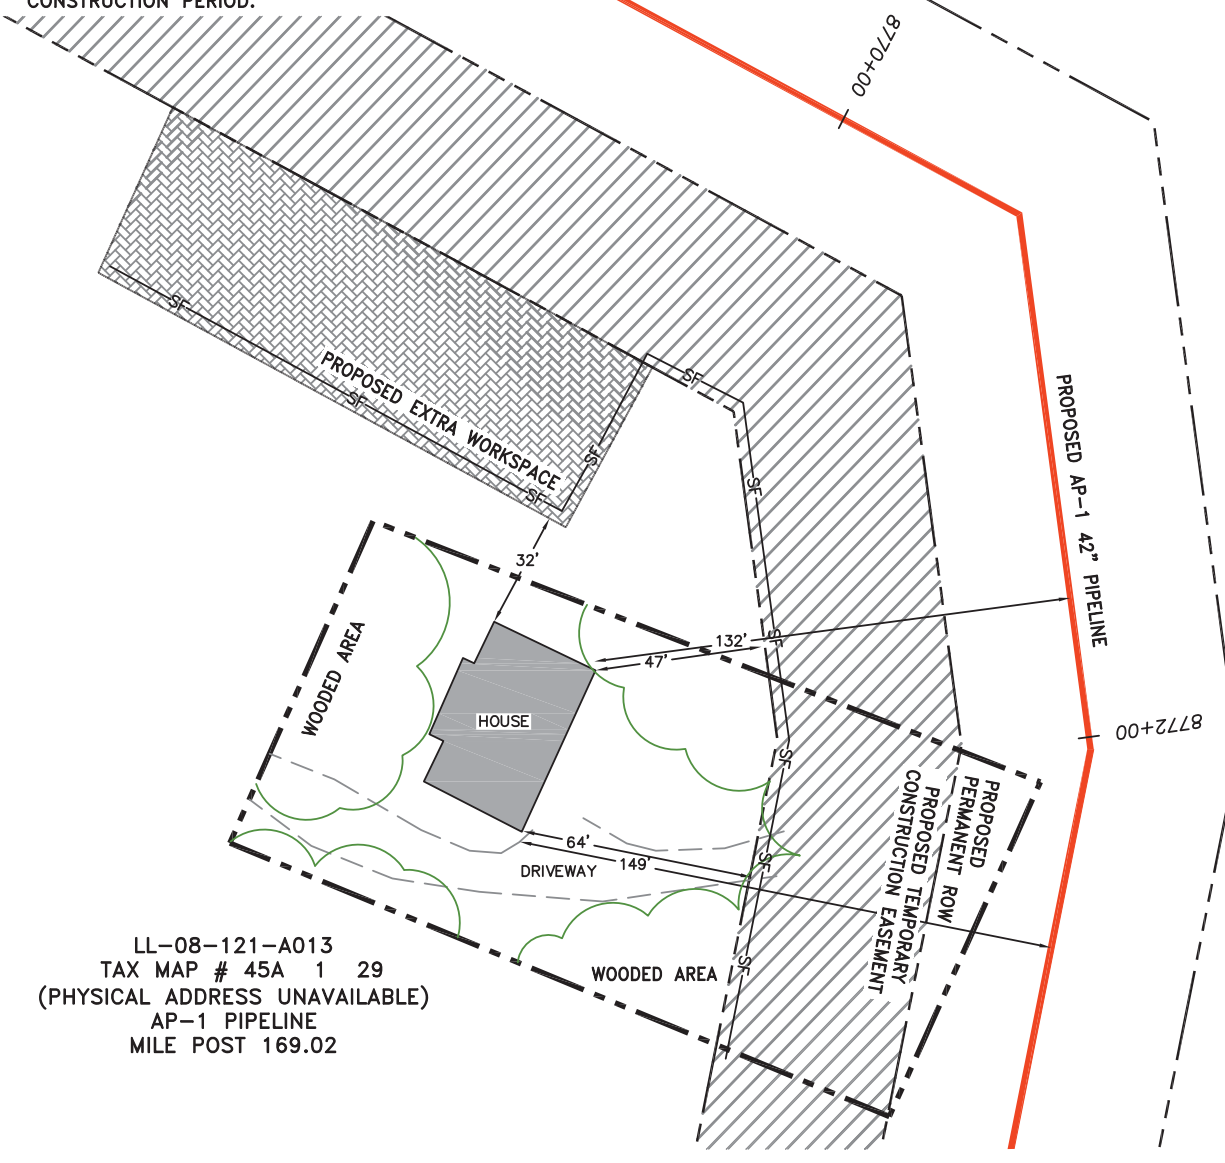 CONSTRUCTION PERIOD.
8770+00
SF
PROPOSED EXTRA WORKSPACE
SF
SF
SF
SF
SF
PROPOSED AP-1 42" PIPELINE
32'
132'
SF
47'
WOODED AREA
HOUSE
8772+00
SF
PROPOSED
PERMANENT ROW
PROPOSED TEMPORARY
CONSTRUCTION EASEMENT
64'
149'
SF
DRIVEWAY
WOODED AREA
SF
LL-08-121-A013
TAX MAP # 45A 1 29
(PHYSICAL ADDRESS UNAVAILABLE)
AP-1 PIPELINE
MILE POST 169.02